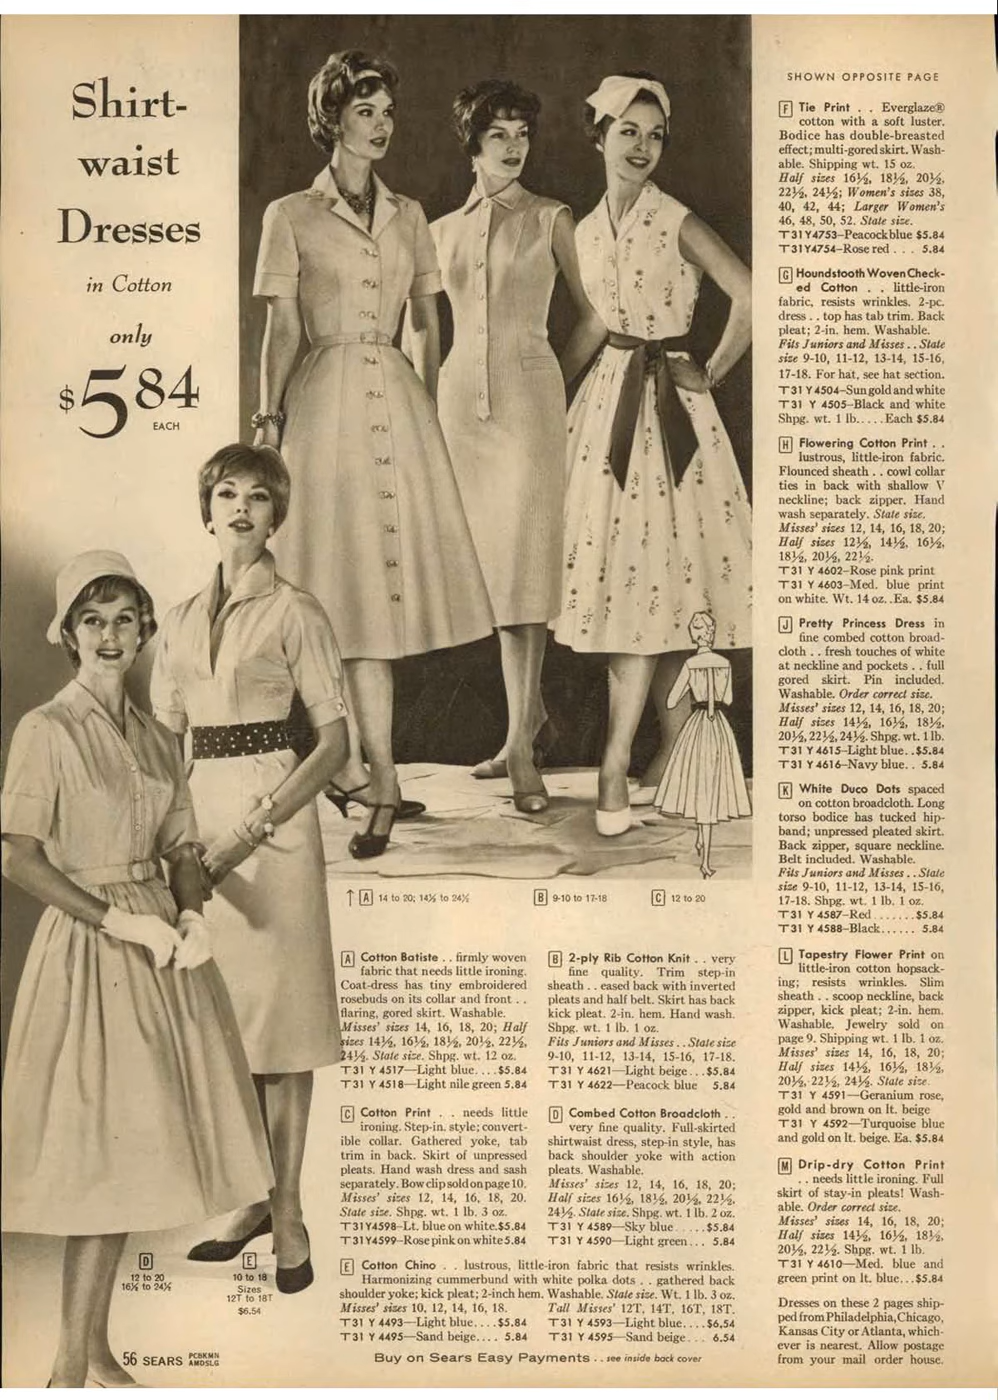 Shirt-
waist
Dresses
in Cotton
only
$5 84
EACH
↑ A 14 to 20; 14½ to 24½
B 9-10 to 17-18
C 12 to 20
D
12 to 20
16½ to 24½
E
10 to 18
Sizes
12T to 18T
$6.54
A Cotton Batiste . . firmly woven
fabric that needs little ironing.
Coat-dress has tiny embroidered
rosebuds on its collar and front . .
flaring, gored skirt. Washable.
Misses' sizes 14, 16, 18, 20; Half
sizes 14½, 16½, 18½, 20½, 22½,
24½. State size. Shpg. wt. 12 oz.
T31 Y 4517—Light blue. . . .$5.84
T31 Y 4518—Light nile green 5.84
C Cotton Print . . needs little
ironing. Step-in. style; convert-
ible collar. Gathered yoke, tab
trim in back. Skirt of unpressed
pleats. Hand wash dress and sash
separately. Bow clip sold on page 10.
Misses' sizes 12, 14, 16, 18, 20.
State size. Shpg. wt. 1 lb. 3 oz.
T31Y4598—Lt. blue on white.$5.84
T31Y4599—Rose pink on white 5.84
B 2-ply Rib Cotton Knit . . very
fine quality. Trim step-in
sheath . . eased back with inverted
pleats and half belt. Skirt has back
kick pleat. 2-in. hem. Hand wash.
Shpg. wt. 1 lb. 1 oz.
Fits Juniors and Misses . . State size
9-10, 11-12, 13-14, 15-16, 17-18.
T31 Y 4621—Light beige. . .$5.84
T31 Y 4622—Peacock blue 5.84
D Combed Cotton Broadcloth . .
very fine quality. Full-skirted
shirtwaist dress, step-in style, has
back shoulder yoke with action
pleats. Washable.
Misses' sizes 12, 14, 16, 18, 20;
Half sizes 16½, 18½, 20½, 22½,
24½. State size. Shpg. wt. 1 lb. 2 oz.
T31 Y 4589—Sky blue . . . . .$5.84
T31 Y 4590—Light green. . . 5.84
E Cotton Chino . . lustrous, little-iron fabric that resists wrinkles.
Harmonizing cummerbund with white polka dots . . gathered back
shoulder yoke; kick pleat; 2-inch hem. Washable. State size. Wt. 1 lb. 3 oz.
Misses' sizes 10, 12, 14, 16, 18.
T31 Y 4493—Light blue. . . .$5.84
T31 Y 4495—Sand beige. . . . 5.84
Tall Misses' 12T, 14T, 16T, 18T.
T31 Y 4593—Light blue. . . .$6.54
T31 Y 4595—Sand beige. . . 6.54
56 SEARS PCBKMN AMDSLG
Buy on Sears Easy Payments . . see inside back cover
SHOWN OPPOSITE PAGE
F Tie Print . . Everglaze®
cotton with a soft luster.
Bodice has double-breasted
effect; multi-gored skirt. Wash-
able. Shipping wt. 15 oz.
Half sizes 16½, 18½, 20½,
22½, 24½; Women's sizes 38,
40, 42, 44; Larger Women's
46, 48, 50, 52. State size.
T31Y4753—Peacock blue $5.84
T31Y4754—Rose red . . . 5.84
G Houndstooth Woven Check-
ed Cotton . . little-iron
fabric, resists wrinkles. 2-pc.
dress . . top has tab trim. Back
pleat; 2-in. hem. Washable.
Fits Juniors and Misses . . State
size 9-10, 11-12, 13-14, 15-16,
17-18. For hat, see hat section.
T31 Y 4504—Sun gold and white
T31 Y 4505—Black and white
Shpg. wt. 1 lb. . . . .Each $5.84
H Flowering Cotton Print . .
lustrous, little-iron fabric.
Flounced sheath . . cowl collar
ties in back with shallow V
neckline; back zipper. Hand
wash separately. State size.
Misses' sizes 12, 14, 16, 18, 20;
Half sizes 12½, 14½, 16½,
18½, 20½, 22½.
T31 Y 4602—Rose pink print
T31 Y 4603—Med. blue print
on white. Wt. 14 oz. .Ea. $5.84
J Pretty Princess Dress in
fine combed cotton broad-
cloth . . fresh touches of white
at neckline and pockets . . full
gored skirt. Pin included.
Washable. Order correct size.
Misses' sizes 12, 14, 16, 18, 20;
Half sizes 14½, 16½, 18½,
20½, 22½, 24½. Shpg. wt. 1 lb.
T31 Y 4615—Light blue. .$5.84
T31 Y 4616—Navy blue. . 5.84
K White Duco Dots spaced
on cotton broadcloth. Long
torso bodice has tucked hip-
band; unpressed pleated skirt.
Back zipper, square neckline.
Belt included. Washable.
Fits Juniors and Misses . . State
size 9-10, 11-12, 13-14, 15-16,
17-18. Shpg. wt. 1 lb. 1 oz.
T31 Y 4587—Red . . . . . . .$5.84
T31 Y 4588—Black. . . . . . 5.84
L Tapestry Flower Print on
little-iron cotton hopsack-
ing; resists wrinkles. Slim
sheath . . scoop neckline, back
zipper, kick pleat; 2-in. hem.
Washable. Jewelry sold on
page 9. Shipping wt. 1 lb. 1 oz.
Misses' sizes 14, 16, 18, 20;
Half sizes 14½, 16½, 18½,
20½, 22½, 24½. State size.
T31 Y 4591—Geranium rose,
gold and brown on lt. beige
T31 Y 4592—Turquoise blue
and gold on lt. beige. Ea. $5.84
M Drip-dry Cotton Print
. . needs little ironing. Full
skirt of stay-in pleats! Wash-
able. Order correct size.
Misses' sizes 14, 16, 18, 20;
Half sizes 14½, 16½, 18½,
20½, 22½. Shpg. wt. 1 lb.
T31 Y 4610—Med. blue and
green print on lt. blue. . .$5.84
Dresses on these 2 pages ship-
ped from Philadelphia, Chicago,
Kansas City or Atlanta, which-
ever is nearest. Allow postage
from your mail order house.